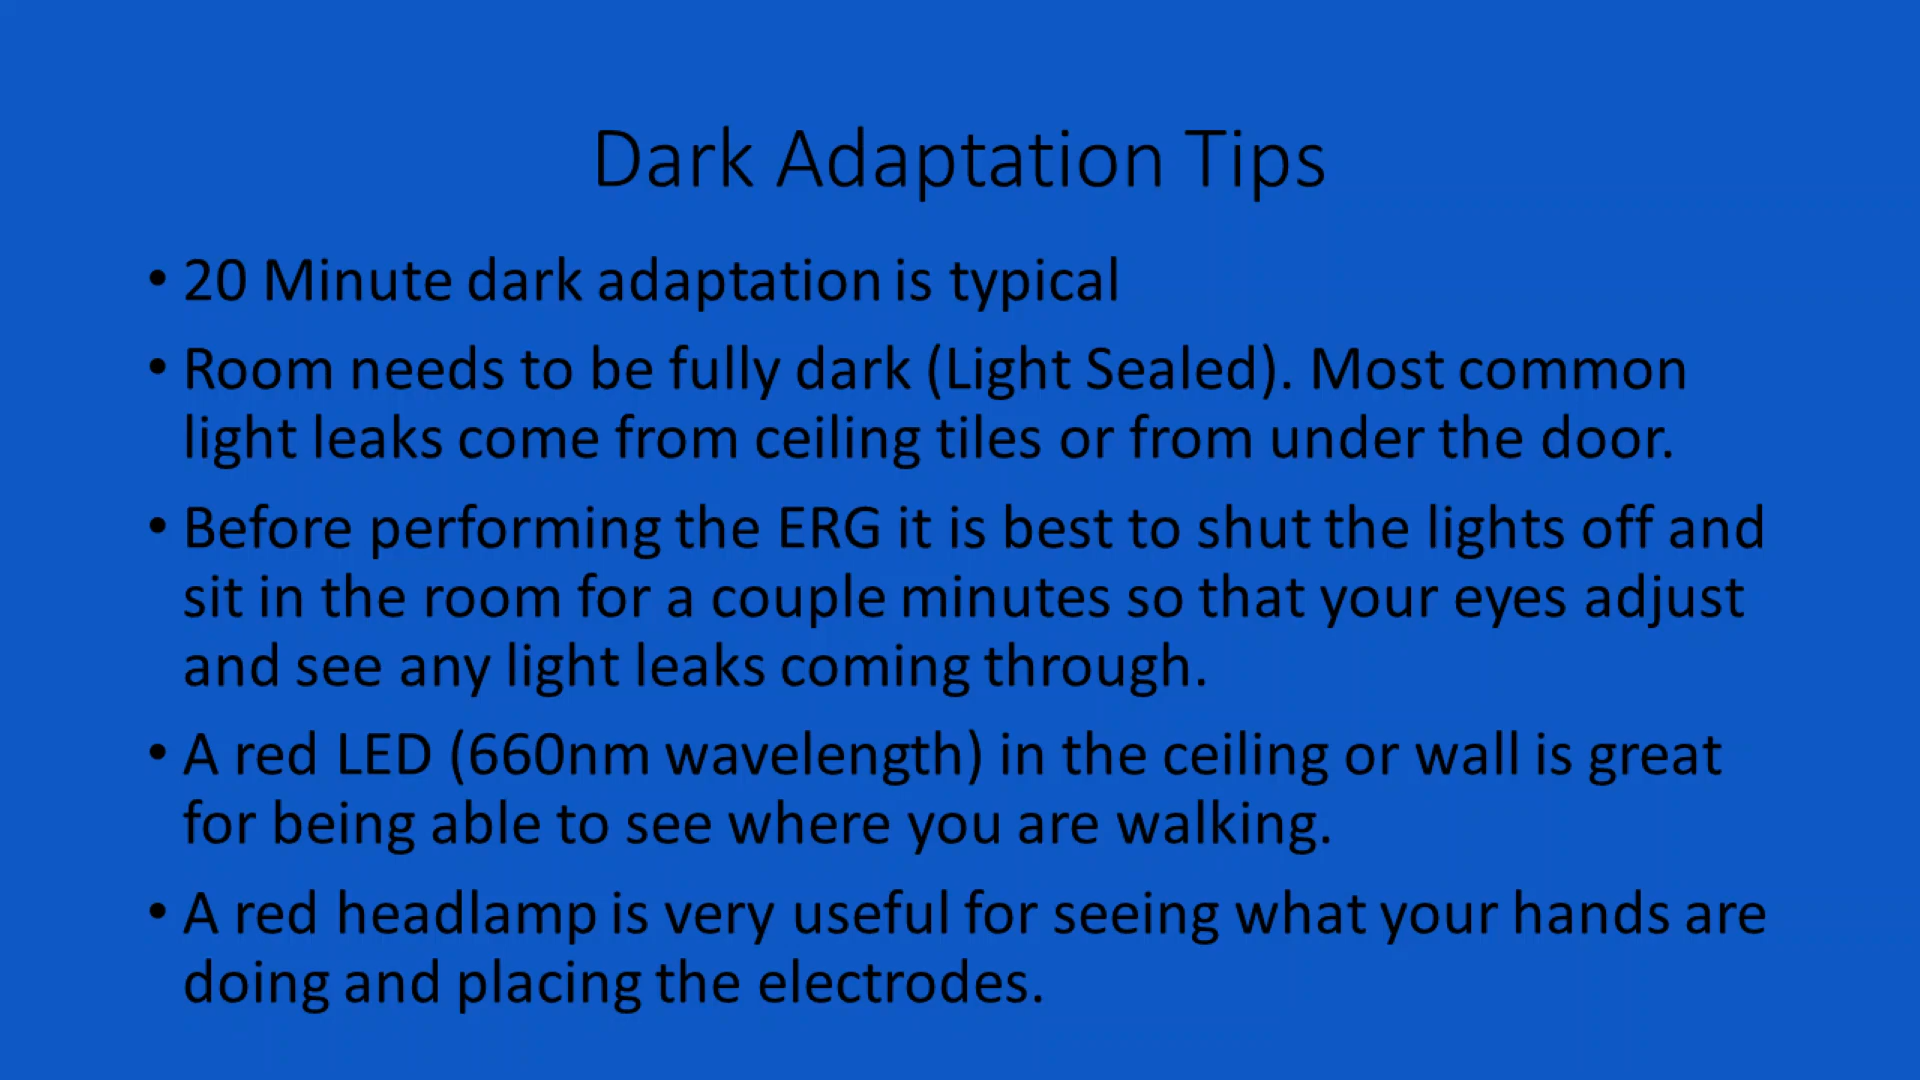 Dark Adaptation Tips
• 20 Minute dark adaptation is typical
• Room needs to be fully dark (Light Sealed). Most common
light leaks come from ceiling tiles or from under the door.
• Before performing the ERG it is best to shut the lights off and
sit in the room for a couple minutes so that your eyes adjust
and see any light leaks coming through.
• A red LED (660nm wavelength) in the ceiling or wall is great
for being able to see where you are walking.
• A red headlamp is very useful for seeing what your hands are
doing and placing the electrodes.